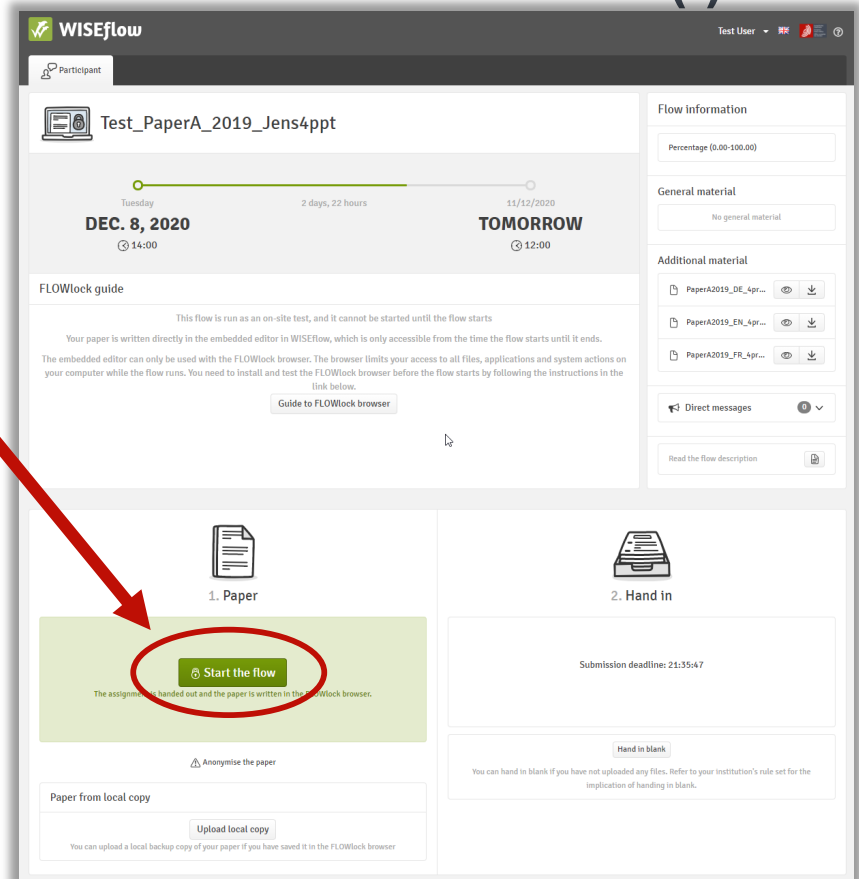 WISEflow
Test User
Participant
Test_PaperA_2019_Jens4ppt
Tuesday
2 days, 22 hours
11/12/2020
DEC. 8, 2020
TOMORROW
14:00
12:00
FLOWlock guide
This flow is run as an on-site test, and it cannot be started until the flow starts
Your paper is written directly in the embedded editor in WISEflow, which is only accessible from the time the flow starts until it ends.
The embedded editor can only be used with the FLOWlock browser. The browser limits your access to all files, applications and system actions on
your computer while the flow runs. You need to install and test the FLOWlock browser before the flow starts by following the instructions in the
link below.
Guide to FLOWlock browser
Flow information
Percentage (0.00-100.00)
General material
No general material
Additional material
PaperA2019_DE_4pr...
PaperA2019_EN_4pr...
PaperA2019_FR_4pr...
Direct messages 0
Read the flow description
1. Paper
Start the flow
The assignment is handed out and the paper is written in the FLOWlock browser.
Anonymise the paper
Paper from local copy
Upload local copy
You can upload a local backup copy of your paper if you have saved it in the FLOWlock browser
2. Hand in
Submission deadline: 21:35:47
Hand in blank
You can hand in blank if you have not uploaded any files. Refer to your institution's rule set for the
implication of handing in blank.